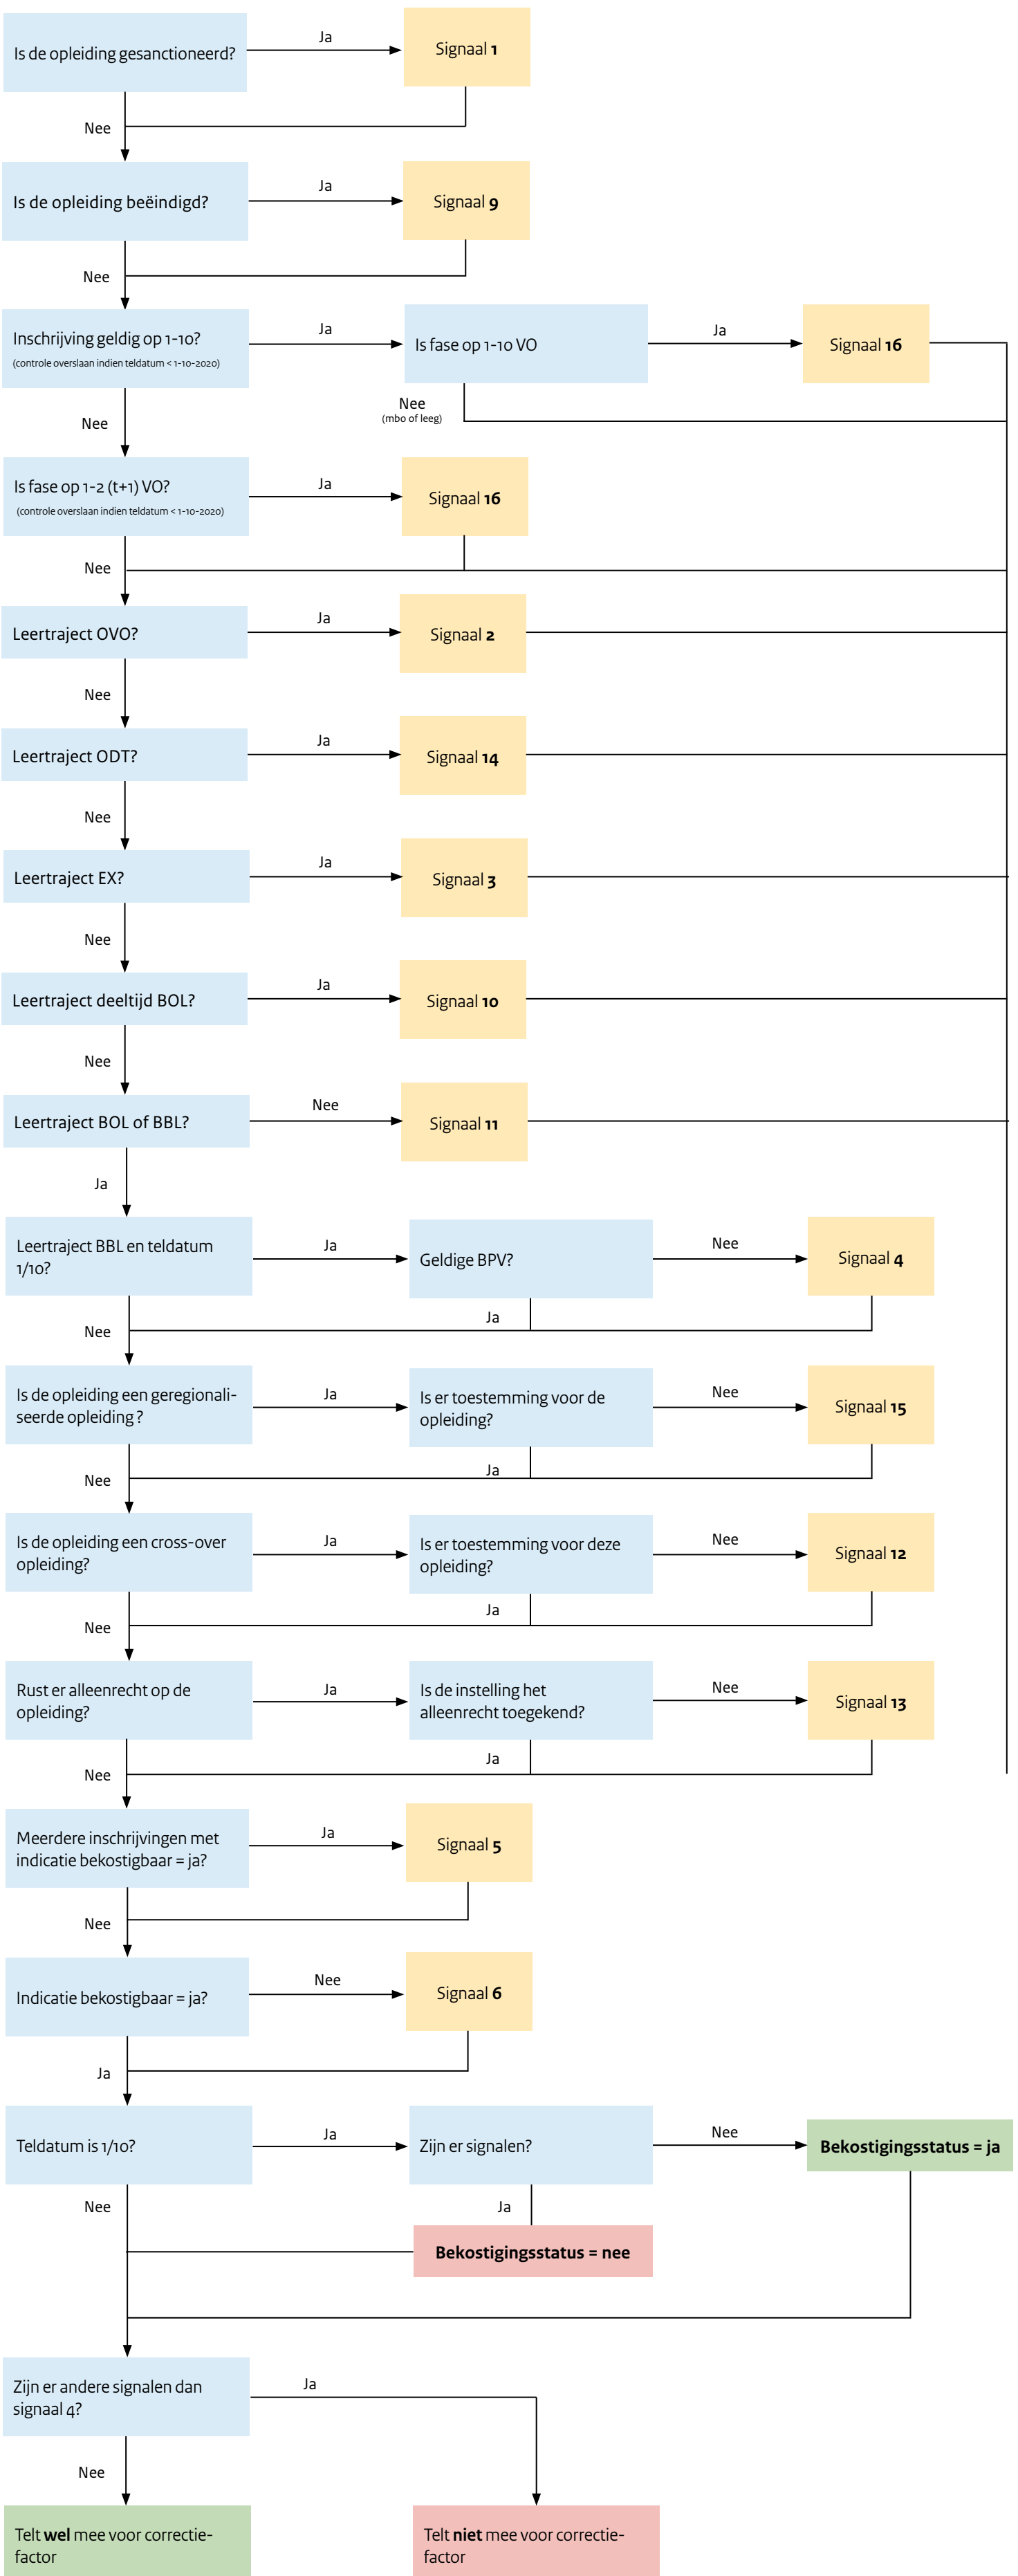 Is de opleiding gesanctioneerd?
Ja
Signaal 1
Nee
Is de opleiding beëindigd?
Ja
Signaal 9
Nee
Inschrijving geldig op 1-10?
(controle overslaan indien teldatum < 1-10-2020)
Ja
Is fase op 1-10 VO
Ja
Signaal 16
Nee
(mbo of leeg)
Nee
Is fase op 1-2 (t+1) VO?
(controle overslaan indien teldatum < 1-10-2020)
Ja
Signaal 16
Nee
Leertraject OVO?
Ja
Signaal 2
Nee
Leertraject ODT?
Ja
Signaal 14
Nee
Leertraject EX?
Ja
Signaal 3
Nee
Leertraject deeltijd BOL?
Ja
Signaal 10
Nee
Leertraject BOL of BBL?
Nee
Signaal 11
Ja
Leertraject BBL en teldatum
1/10?
Ja
Geldige BPV?
Nee
Signaal 4
Ja
Nee
Is de opleiding een geregionali-
seerde opleiding ?
Ja
Is er toestemming voor de
opleiding?
Nee
Signaal 15
Ja
Nee
Is de opleiding een cross-over
opleiding?
Ja
Is er toestemming voor deze
opleiding?
Nee
Signaal 12
Ja
Nee
Rust er alleenrecht op de
opleiding?
Ja
Is de instelling het
alleenrecht toegekend?
Nee
Signaal 13
Ja
Nee
Meerdere inschrijvingen met
indicatie bekostigbaar = ja?
Ja
Signaal 5
Nee
Indicatie bekostigbaar = ja?
Nee
Signaal 6
Ja
Teldatum is 1/10?
Ja
Zijn er signalen?
Nee
Bekostigingsstatus = ja
Nee
Ja
Bekostigingsstatus = nee
Zijn er andere signalen dan
signaal 4?
Ja
Nee
Telt wel mee voor correctie-
factor
Telt niet mee voor correctie-
factor